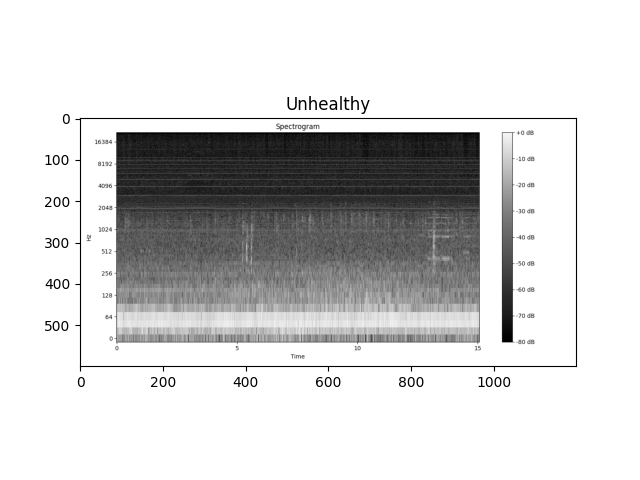 Unhealthy
Spectrogram
0
100
200
300
400
500
Hz
16384
8192
4096
2048
1024
512
256
128
64
0
+0 dB
-10 dB
-20 dB
-30 dB
-40 dB
-50 dB
-60 dB
-70 dB
-80 dB
0 5 10 15
Time
0 200 400 600 800 1000